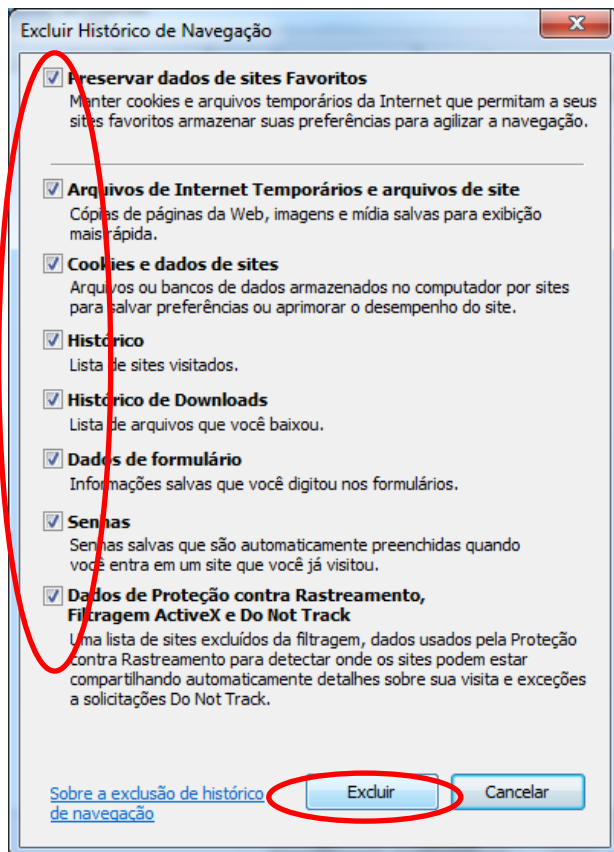 Excluir Histórico de Navegação
Preservar dados de sites Favoritos
Manter cookies e arquivos temporários da Internet que permitam a seus
sites favoritos armazenar suas preferências para agilizar a navegação.
Arquivos de Internet Temporários e arquivos de site
Cópias de páginas da Web, imagens e mídia salvas para exibição
mais rápida.
Cookies e dados de sites
Arquivos ou bancos de dados armazenados no computador por sites
para salvar preferências ou aprimorar o desempenho do site.
Histórico
Lista de sites visitados.
Histórico de Downloads
Lista de arquivos que você baixou.
Dados de formulário
Informações salvas que você digitou nos formulários.
Senhas
Senhas salvas que são automaticamente preenchidas quando
você entra em um site que você já visitou.
Dados de Proteção contra Rastreamento,
Filtragem ActiveX e Do Not Track
Uma lista de sites excluídos da filtragem, dados usados pela Proteção
contra Rastreamento para detectar onde os sites podem estar
compartilhando automaticamente detalhes sobre sua visita e exceções
a solicitações Do Not Track.
Sobre a exclusão de histórico
de navegação
Excluir
Cancelar